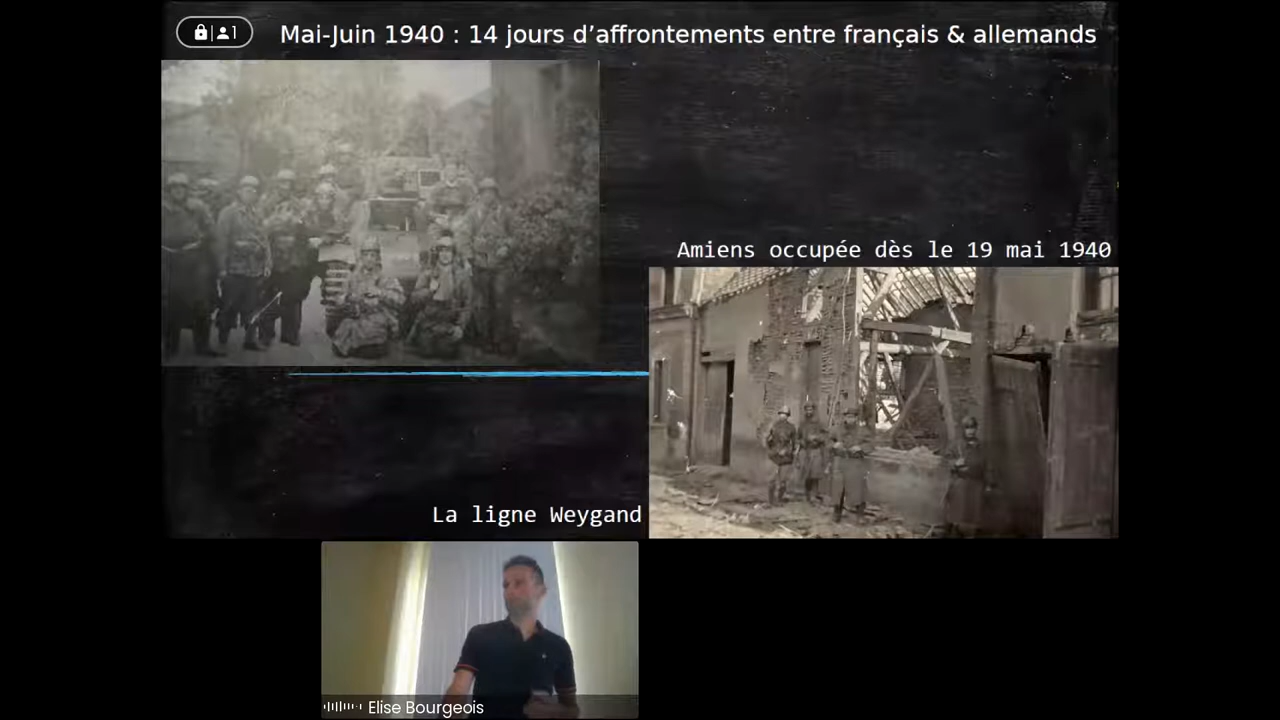 1
Mai-Juin 1940 : 14 jours d’affrontements entre français & allemands
Amiens occupée dès le 19 mai 1940
La ligne Weygand
Elise Bourgeois